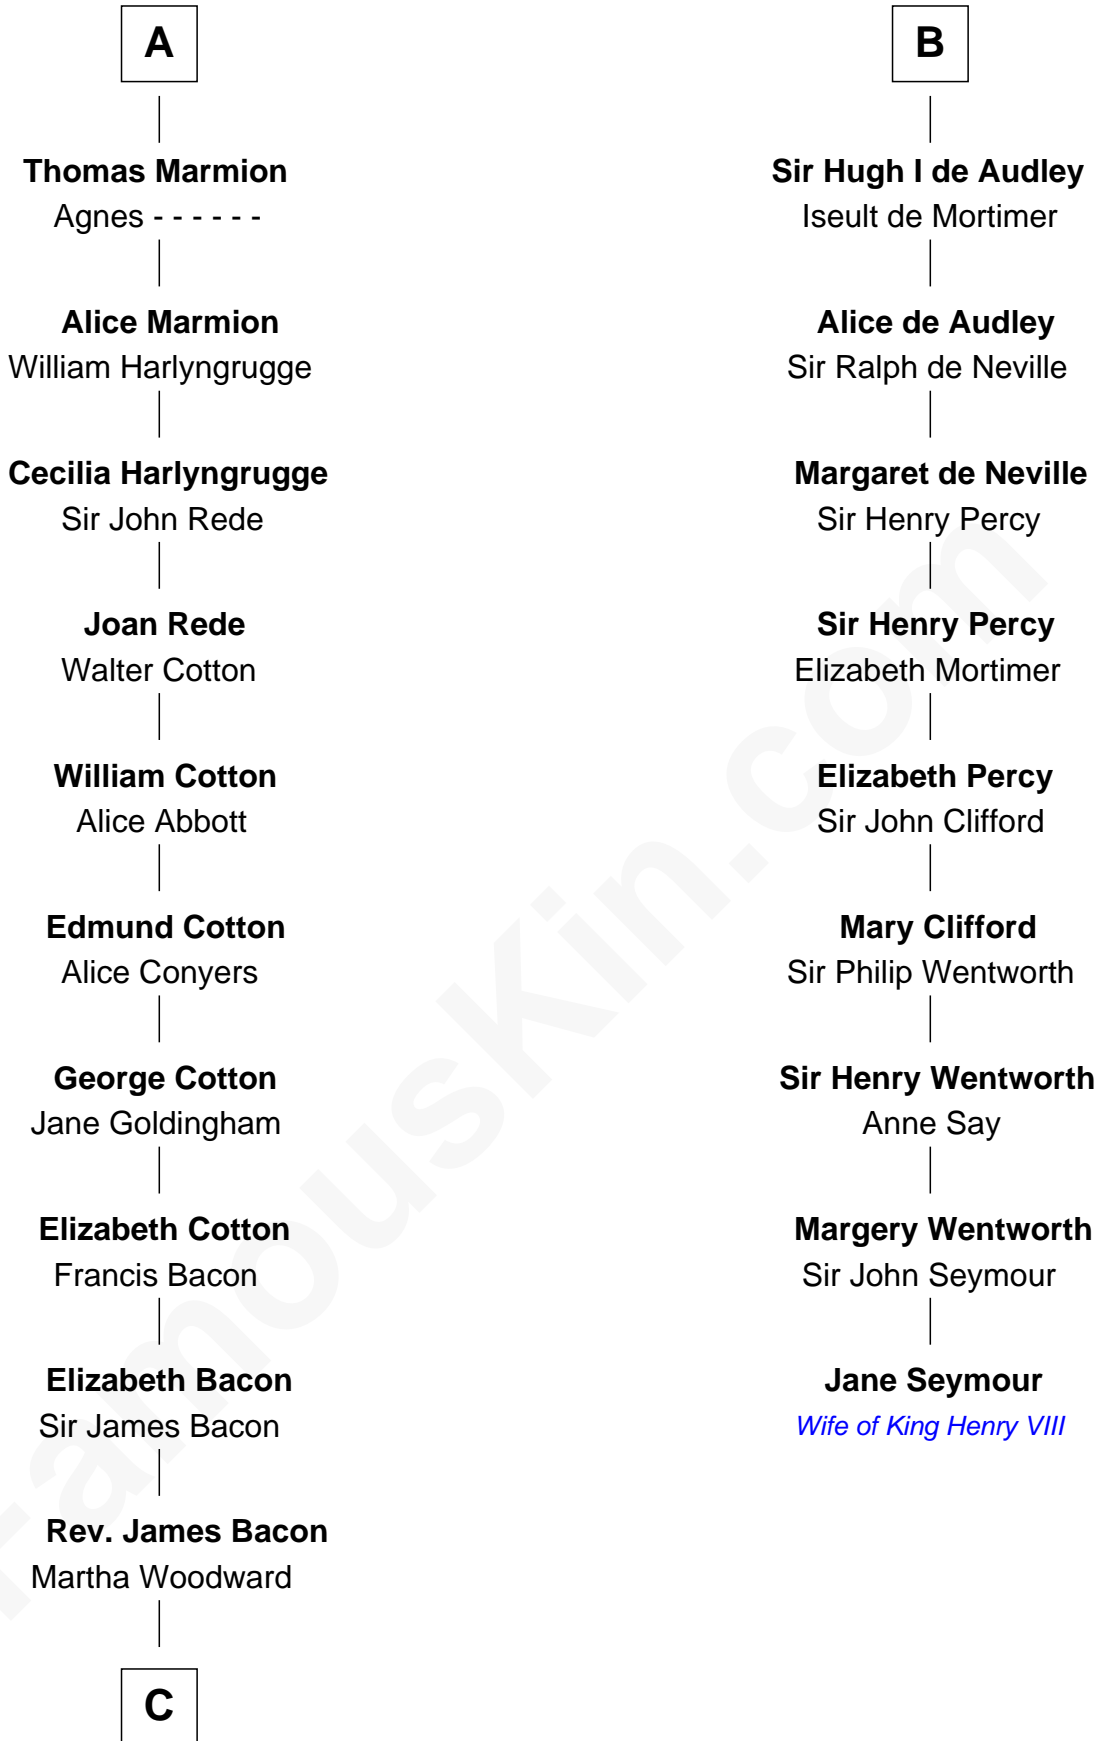 A
Thomas Marmion
Agnes - - - - - -
Alice Marmion
William Harlyngrugge
Cecilia Harlyngrugge
Sir John Rede
Joan Rede
Walter Cotton
William Cotton
Alice Abbott
Edmund Cotton
Alice Conyers
George Cotton
Jane Goldingham
Elizabeth Cotton
Francis Bacon
Elizabeth Bacon
Sir James Bacon
Rev. James Bacon
Martha Woodward
C
B
Sir Hugh I de Audley
Iseult de Mortimer
Alice de Audley
Sir Ralph de Neville
Margaret de Neville
Sir Henry Percy
Sir Henry Percy
Elizabeth Mortimer
Elizabeth Percy
Sir John Clifford
Mary Clifford
Sir Philip Wentworth
Sir Henry Wentworth
Anne Say
Margery Wentworth
Sir John Seymour
Jane Seymour
Wife of King Henry VIII
FamousKin.com